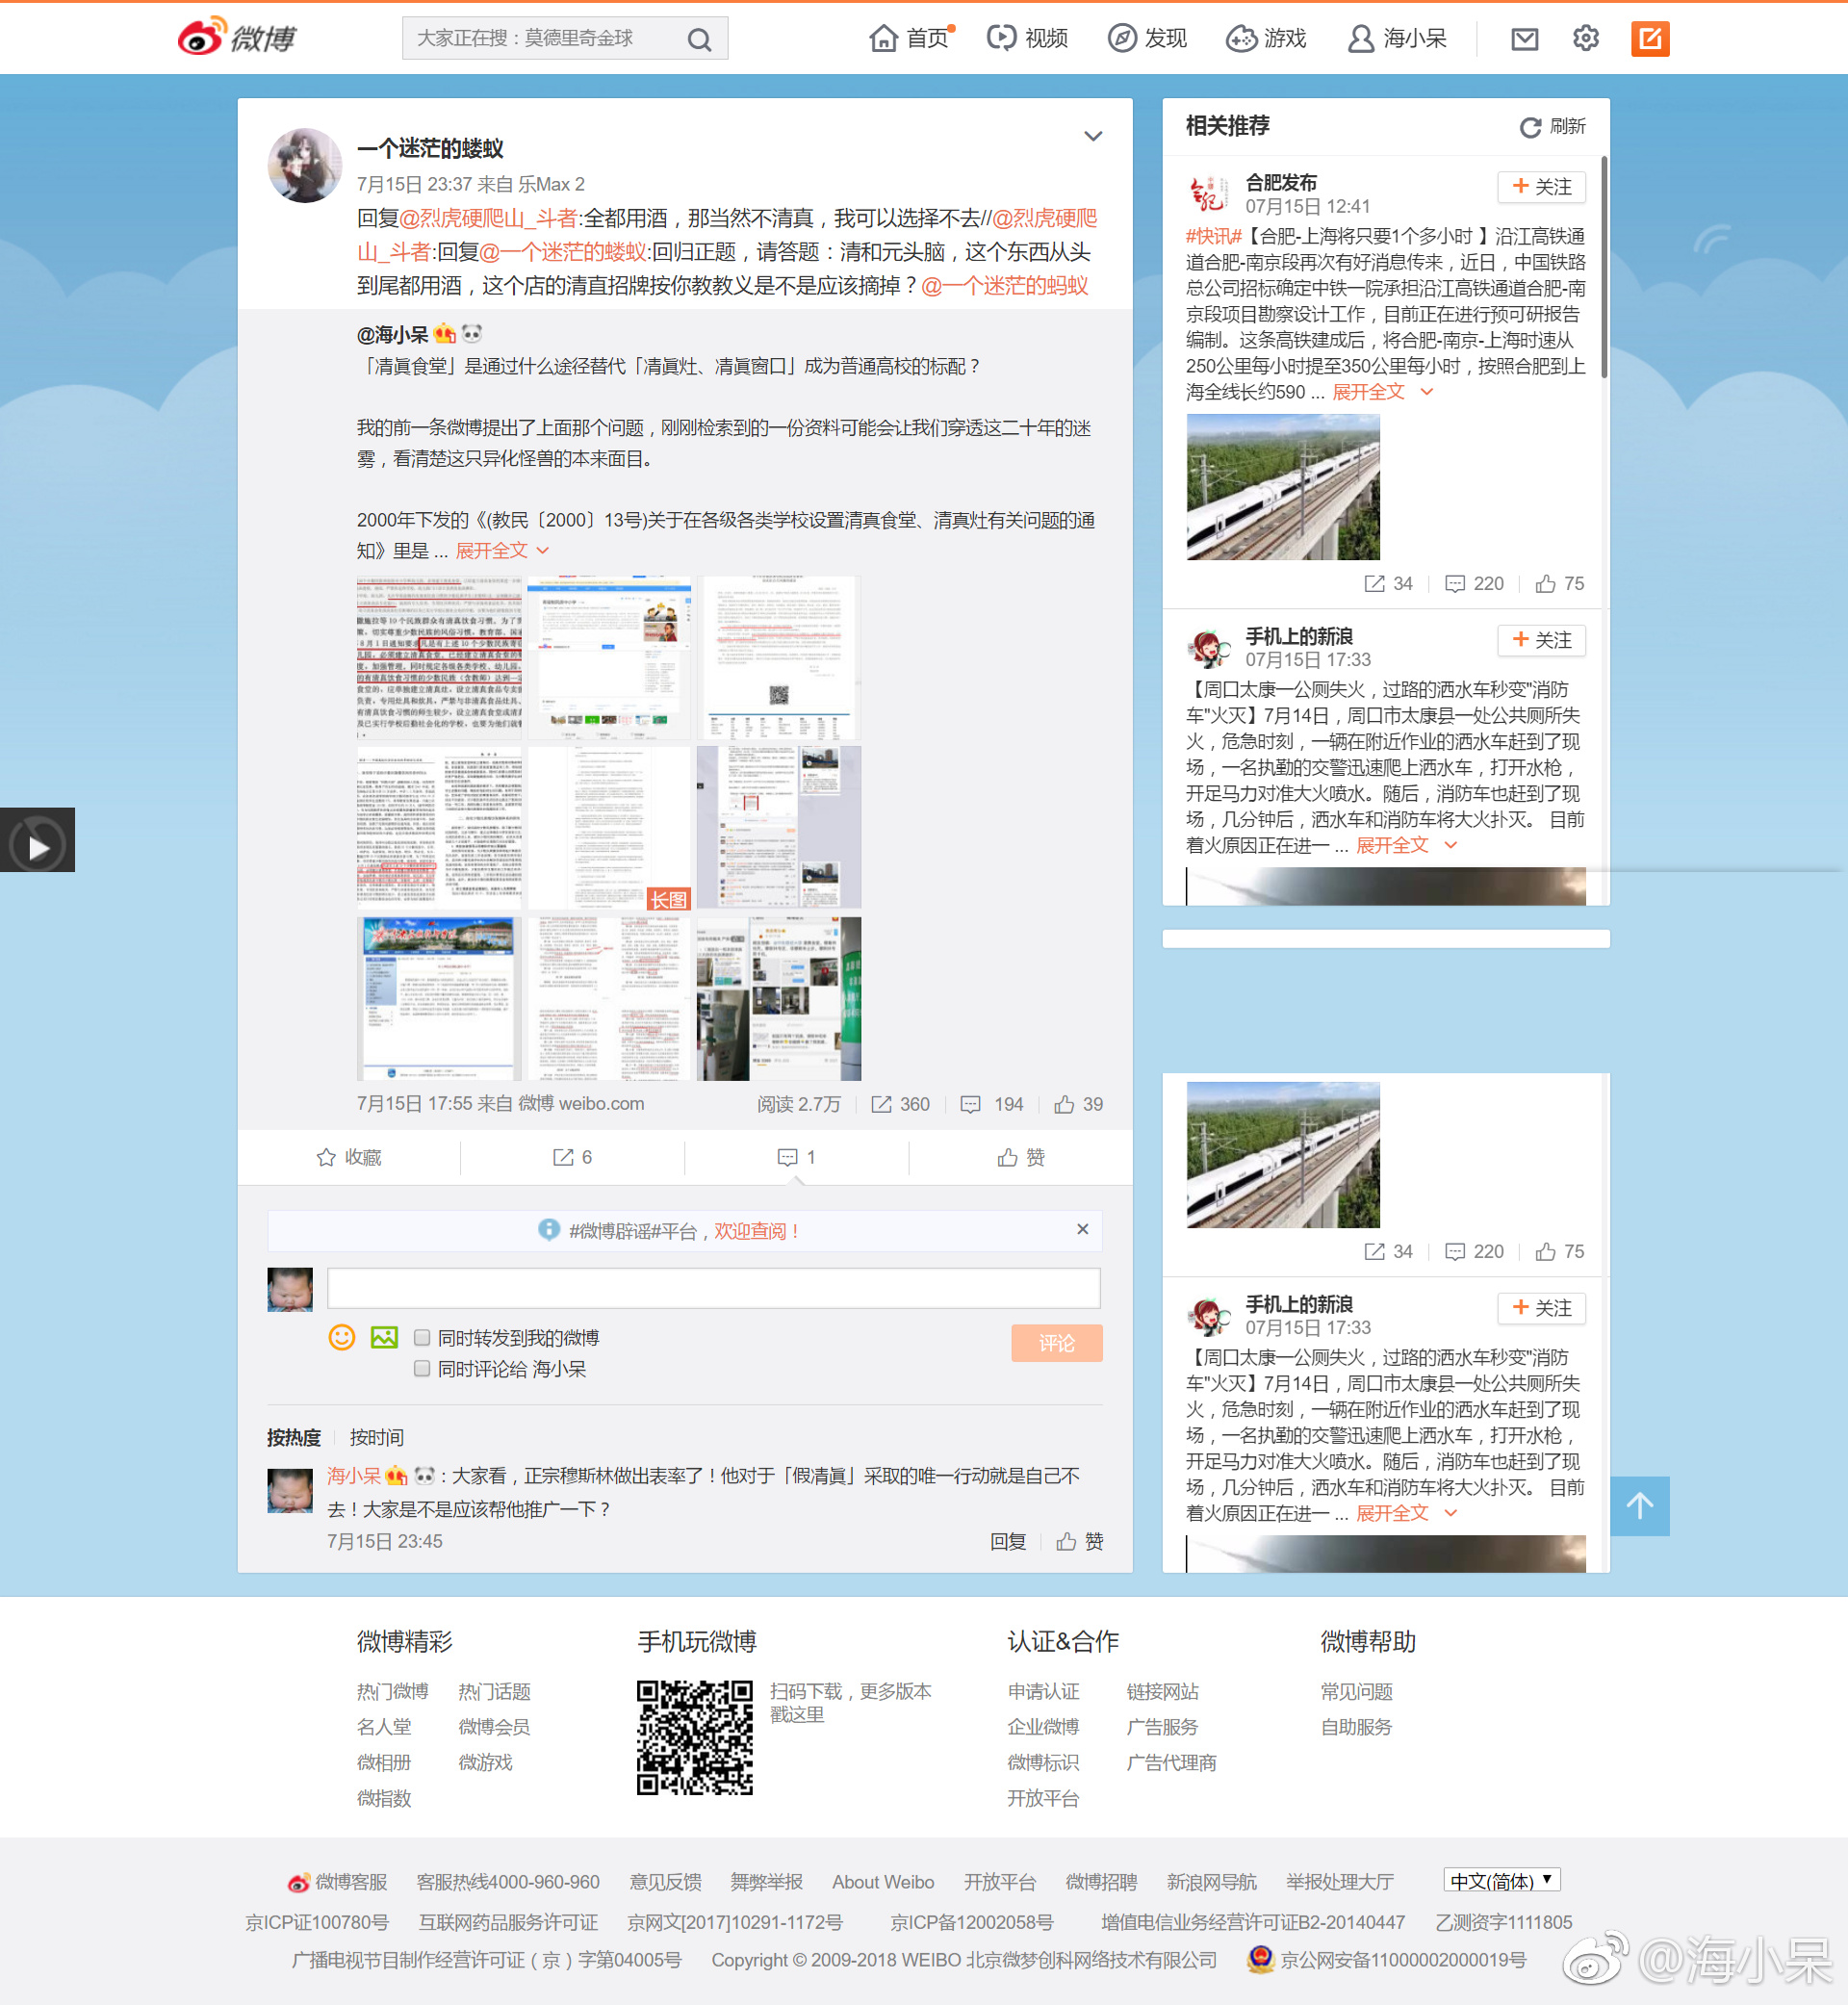 微博
大家正在搜：莫德里奇金球
首页
视频
发现
游戏
海小呆
一个迷茫的蝼蚁
7月15日 23:37 来自 乐Max 2
回复@烈虎硬爬山_斗者:全都用酒，那当然不清真，我可以选择不去//@烈虎硬爬
山_斗者:回复@一个迷茫的蝼蚁:回归正题，请答题：清和元头脑，这个东西从头
到尾都用酒，这个店的清直招牌按你教教义是不是应该摘掉？@一个迷茫的蚂蚁
@海小呆
「凊眞食堂」是通过什么途径替代「凊眞灶、凊眞窗口」成为普通高校的标配？
我的前一条微博提出了上面那个问题，刚刚检索到的一份资料可能会让我们穿透这二十年的迷
雾，看清楚这只异化怪兽的本来面目。
2000年下发的《(教民〔2000〕13号)关于在各级各类学校设置清真食堂、清真灶有关问题的通
知》里是 ... 展开全文
长图
7月15日 17:55 来自 微博 weibo.com
阅读 2.7万
360
194
39
收藏
6
1
赞
#微博辟谣#平台，欢迎查阅！
同时转发到我的微博
同时评论给 海小呆
评论
按热度
按时间
海小呆：大家看，正宗穆斯林做出表率了！他对于「假凊眞」采取的唯一行动就是自己不
去！大家是不是应该帮他推广一下？
7月15日 23:45
回复
赞
相关推荐
刷新
合肥发布
+ 关注
07月15日 12:41
#快讯#【合肥-上海将只要1个多小时 】沿江高铁通
道合肥-南京段再次有好消息传来，近日，中国铁路
总公司招标确定中铁一院承担沿江高铁通道合肥-南
京段项目勘察设计工作，目前正在进行预可研报告
编制。这条高铁建成后，将合肥-南京-上海时速从
250公里每小时提至350公里每小时，按照合肥到上
海全线长约590 ... 展开全文
34
220
75
手机上的新浪
+ 关注
07月15日 17:33
【周口太康一公厕失火，过路的洒水车秒变"消防
车"火灭】7月14日，周口市太康县一处公共厕所失
火，危急时刻，一辆在附近作业的洒水车赶到了现
场，一名执勤的交警迅速爬上洒水车，打开水枪，
开足马力对准大火喷水。随后，消防车也赶到了现
场，几分钟后，洒水车和消防车将大火扑灭。 目前
着火原因正在进一 ... 展开全文
34
220
75
手机上的新浪
+ 关注
07月15日 17:33
【周口太康一公厕失火，过路的洒水车秒变"消防
车"火灭】7月14日，周口市太康县一处公共厕所失
火，危急时刻，一辆在附近作业的洒水车赶到了现
场，一名执勤的交警迅速爬上洒水车，打开水枪，
开足马力对准大火喷水。随后，消防车也赶到了现
场，几分钟后，洒水车和消防车将大火扑灭。 目前
着火原因正在进一 ... 展开全文
微博精彩
热门微博 热门话题
名人堂 微博会员
微相册 微游戏
微指数
手机玩微博
扫码下载，更多版本
戳这里
认证&合作
申请认证 链接网站
企业微博 广告服务
微博标识 广告代理商
开放平台
微博帮助
常见问题
自助服务
微博客服 客服热线4000-960-960 意见反馈 舞弊举报 About Weibo 开放平台 微博招聘 新浪网导航 举报处理大厅 中文(简体)
京ICP证100780号 互联网药品服务许可证 京网文[2017]10291-1172号 京ICP备12002058号 增值电信业务经营许可证B2-20140447 乙测资字1111805
广播电视节目制作经营许可证（京）字第04005号 Copyright © 2009-2018 WEIBO 北京微梦创科网络技术有限公司 京公网安备11000002000019号
@海小呆